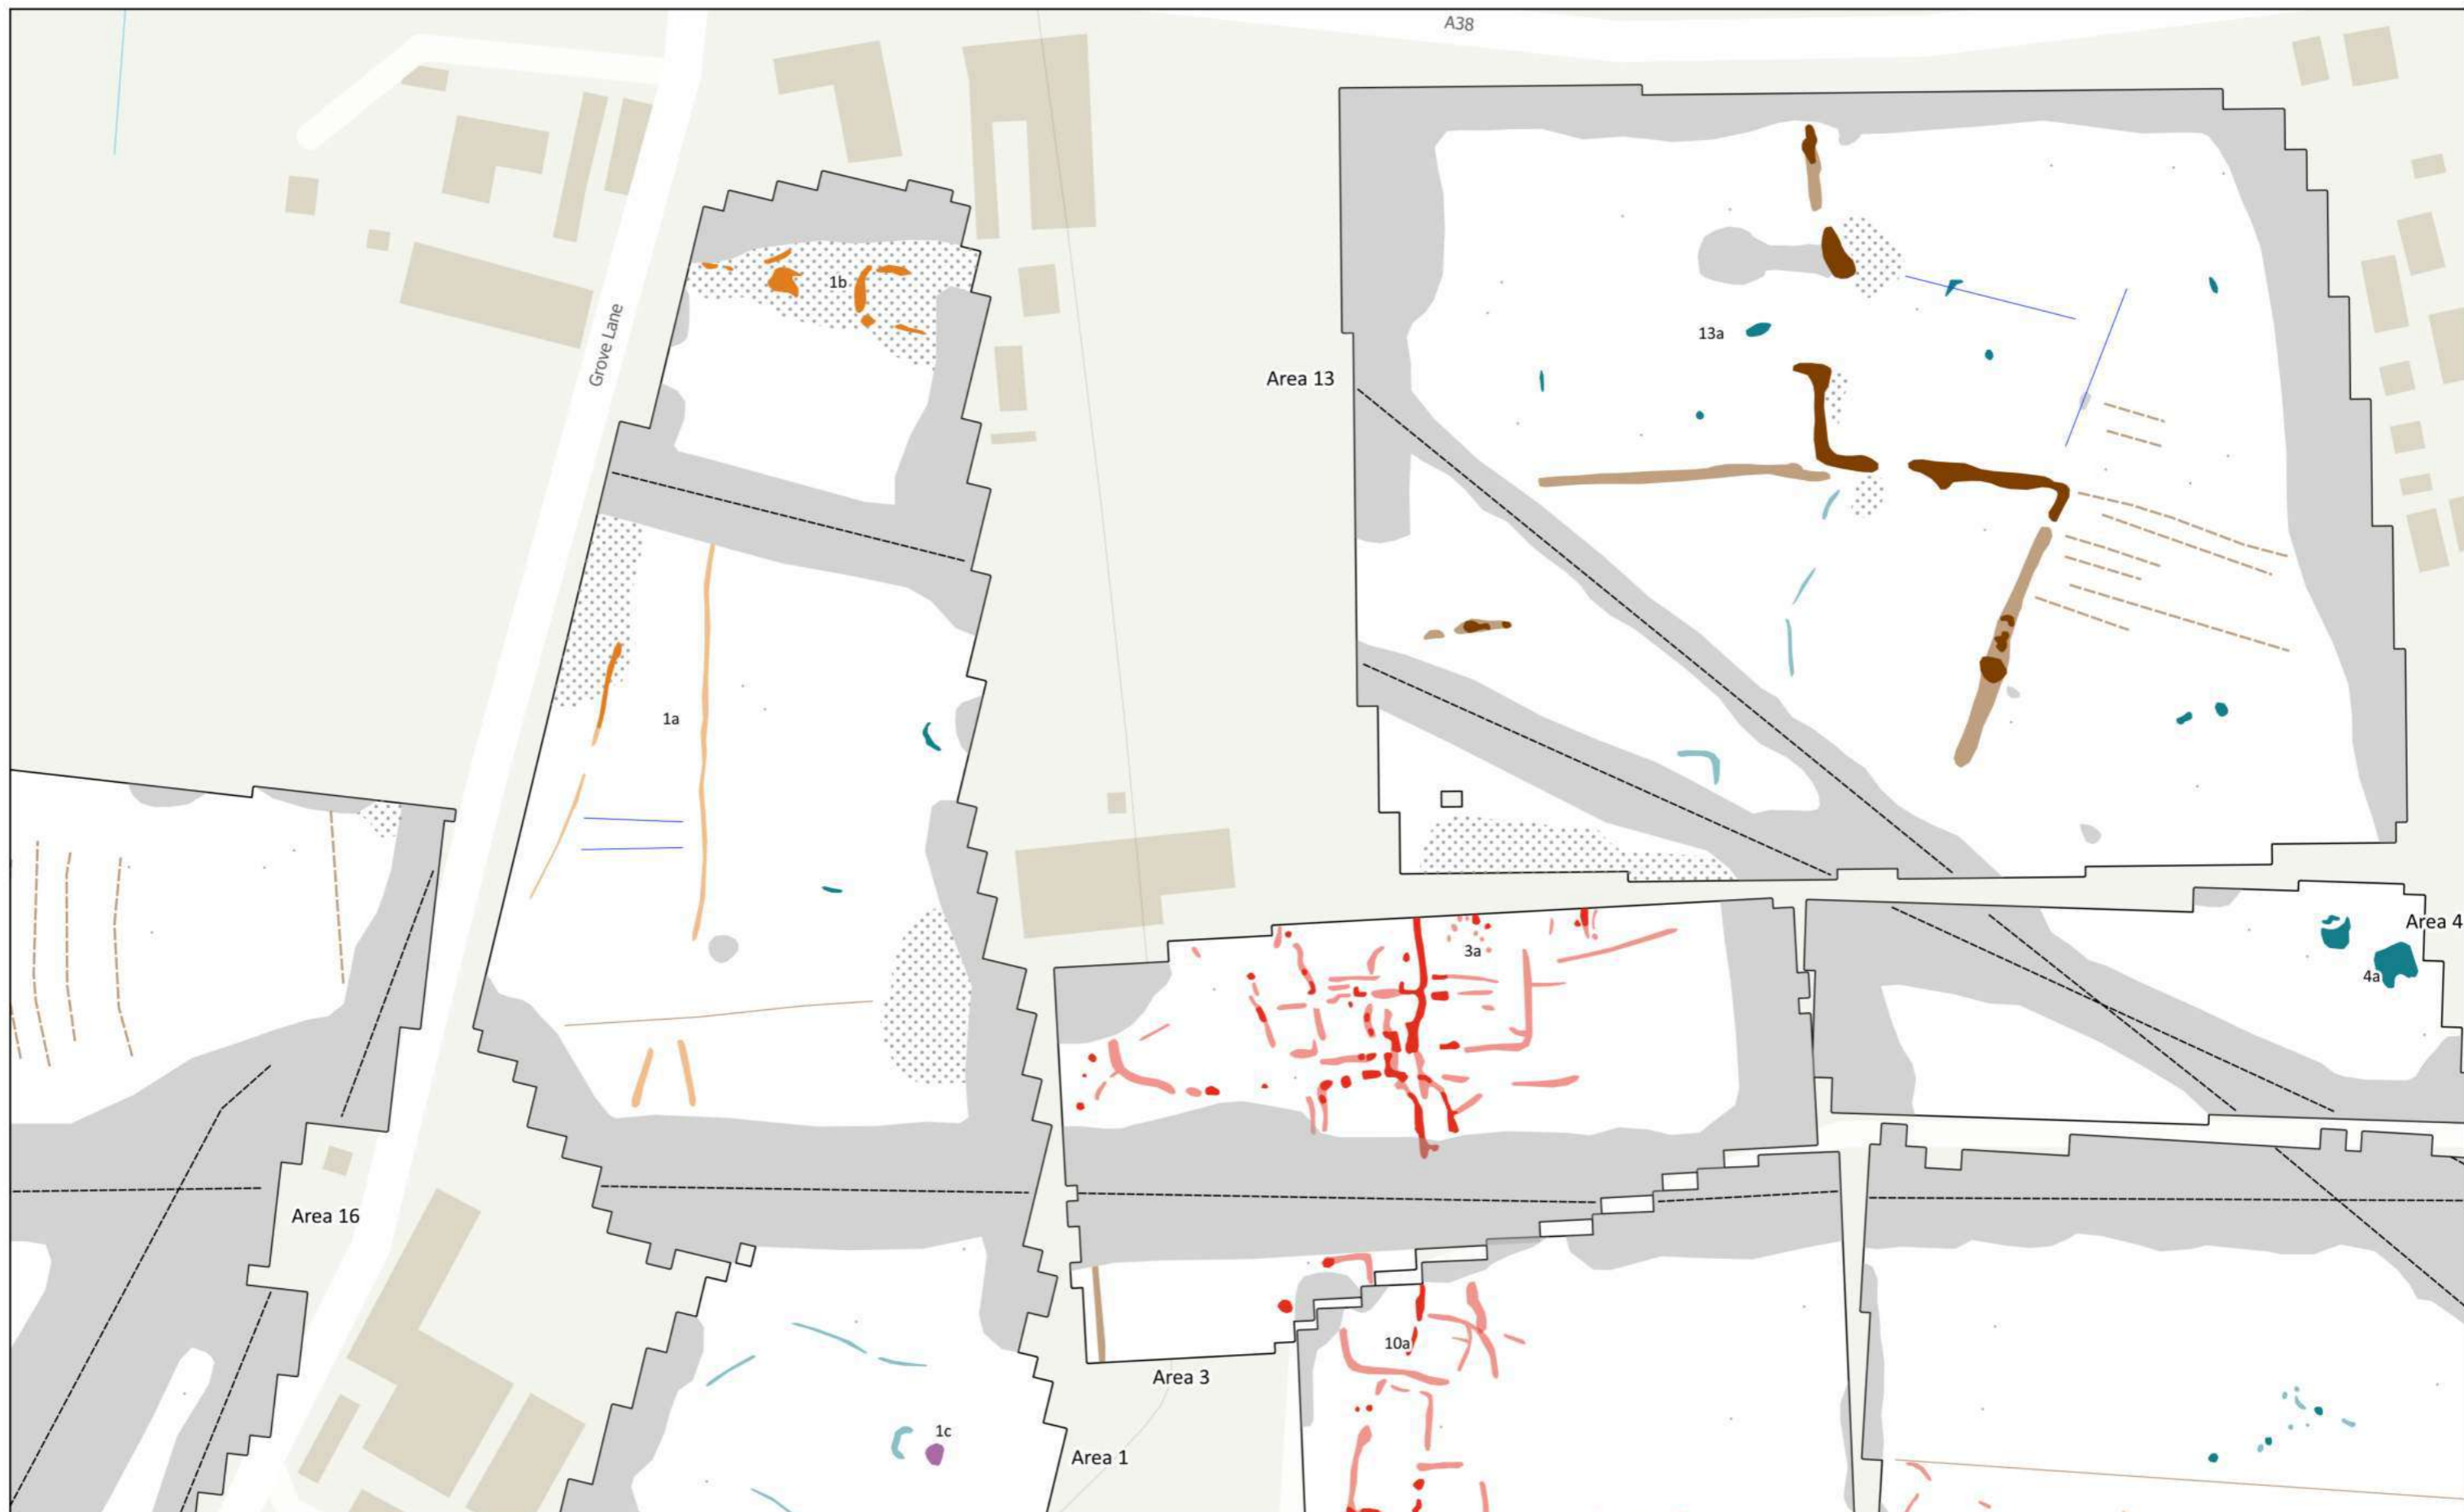 A38
1b
Grove Lane
13a
Area 13
1a
3a
Area 4
4a
Area 16
10a
Area 3
1c
Area 1